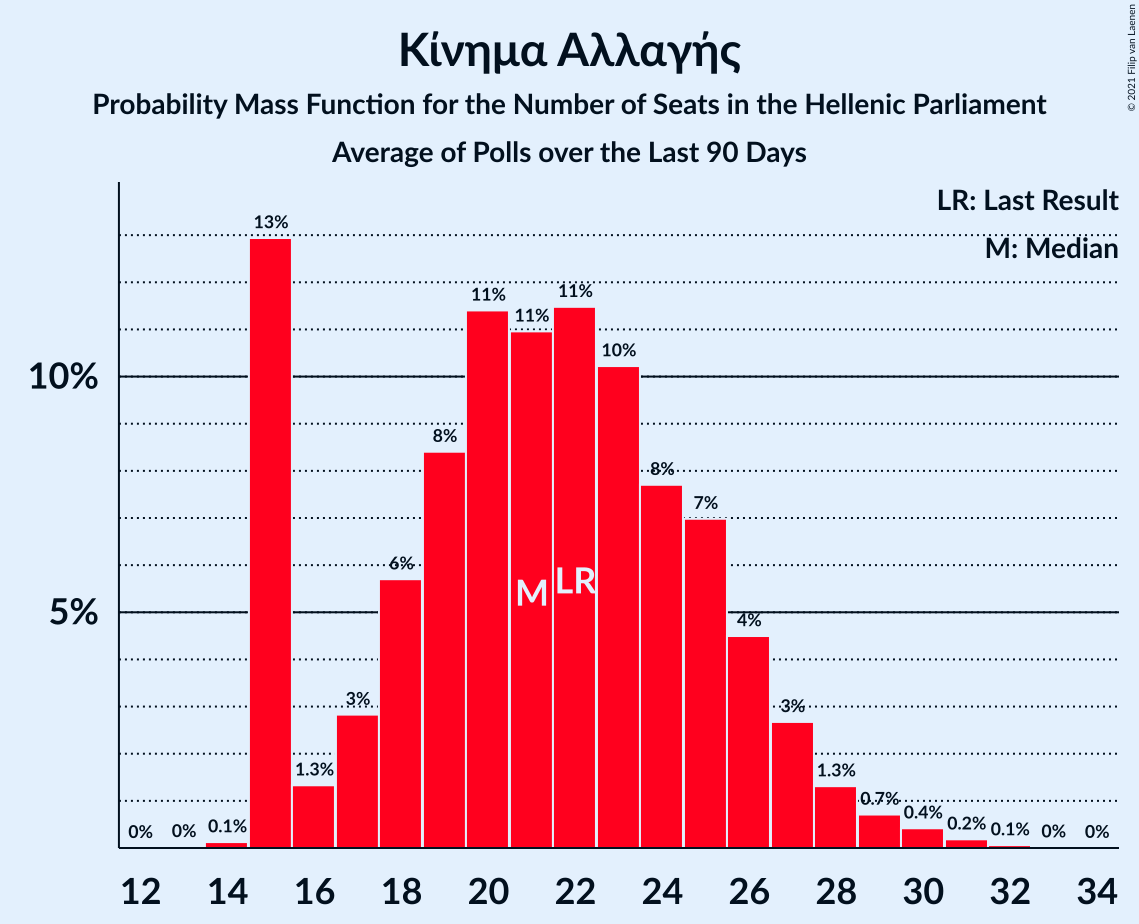 Κίνημα Αλλαγής
Probability Mass Function for the Number of Seats in the Hellenic Parliament
Average of Polls over the Last 90 Days
© 2021 Filip van Laenen
LR: Last Result
M: Median
10%
5%
0%
0%
0.1%
13%
1.3%
3%
6%
8%
11%
11%
11%
10%
8%
7%
4%
3%
1.3%
0.7%
0.4%
0.2%
0.1%
0%
0%
M
LR
12 14 16 18 20 22 24 26 28 30 32 34